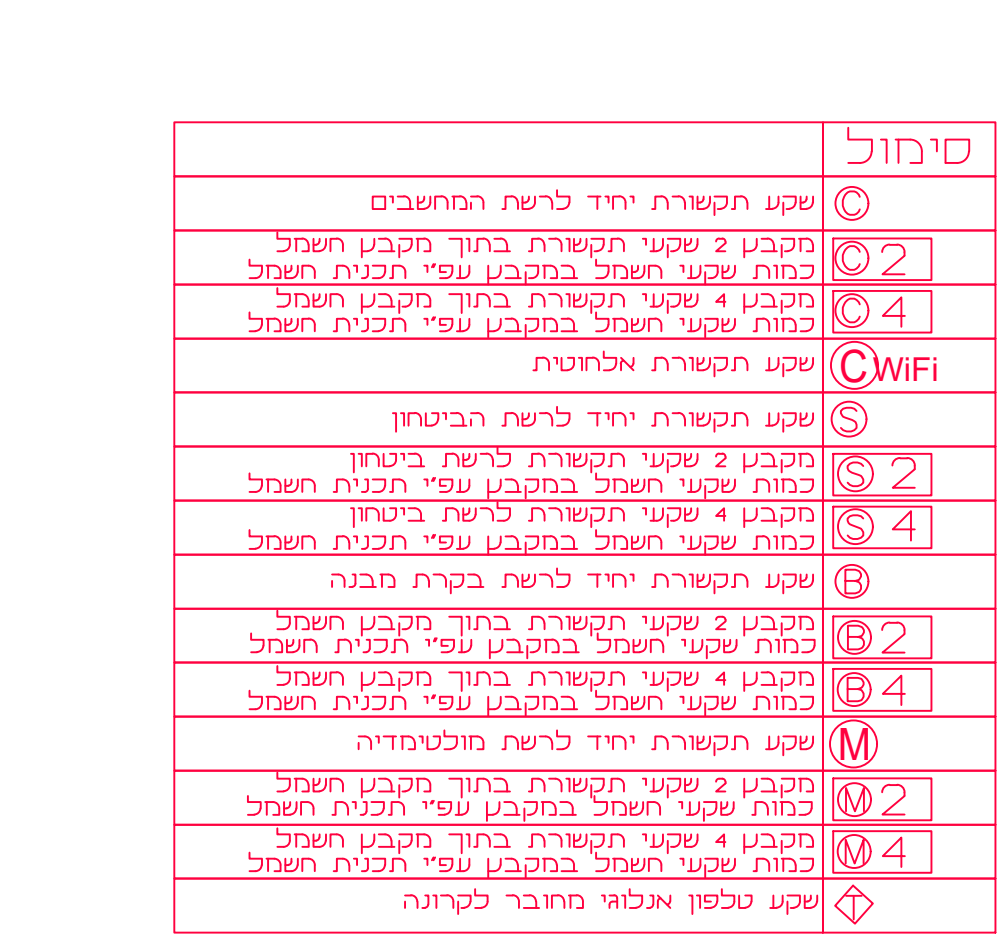 סימול
Ⓒ שקע תקשורת יחיד לרשת המחשבים
Ⓒ 2 מקבץ 2 שקעי תקשורת בתוך מקבץ חשמל
כמות שקעי חשמל במקבץ עפ"י תכנית חשמל
Ⓒ 4 מקבץ 4 שקעי תקשורת בתוך מקבץ חשמל
כמות שקעי חשמל במקבץ עפ"י תכנית חשמל
Ⓒ WiFi שקע תקשורת אלחוטית
Ⓢ שקע תקשורת יחיד לרשת הביטחון
Ⓢ 2 מקבץ 2 שקעי תקשורת לרשת ביטחון
כמות שקעי חשמל במקבץ עפ"י תכנית חשמל
Ⓢ 4 מקבץ 4 שקעי תקשורת לרשת ביטחון
כמות שקעי חשמל במקבץ עפ"י תכנית חשמל
Ⓑ שקע תקשורת יחיד לרשת בקרת מבנה
Ⓑ 2 מקבץ 2 שקעי תקשורת בתוך מקבץ חשמל
כמות שקעי חשמל במקבץ עפ"י תכנית חשמל
Ⓑ 4 מקבץ 4 שקעי תקשורת בתוך מקבץ חשמל
כמות שקעי חשמל במקבץ עפ"י תכנית חשמל
Ⓜ שקע תקשורת יחיד לרשת מולטימדיה
Ⓜ 2 מקבץ 2 שקעי תקשורת בתוך מקבץ חשמל
כמות שקעי חשמל במקבץ עפ"י תכנית חשמל
Ⓜ 4 מקבץ 4 שקעי תקשורת בתוך מקבץ חשמל
כמות שקעי חשמל במקבץ עפ"י תכנית חשמל
T שקע טלפון אנלוגי מחובר לקרונה